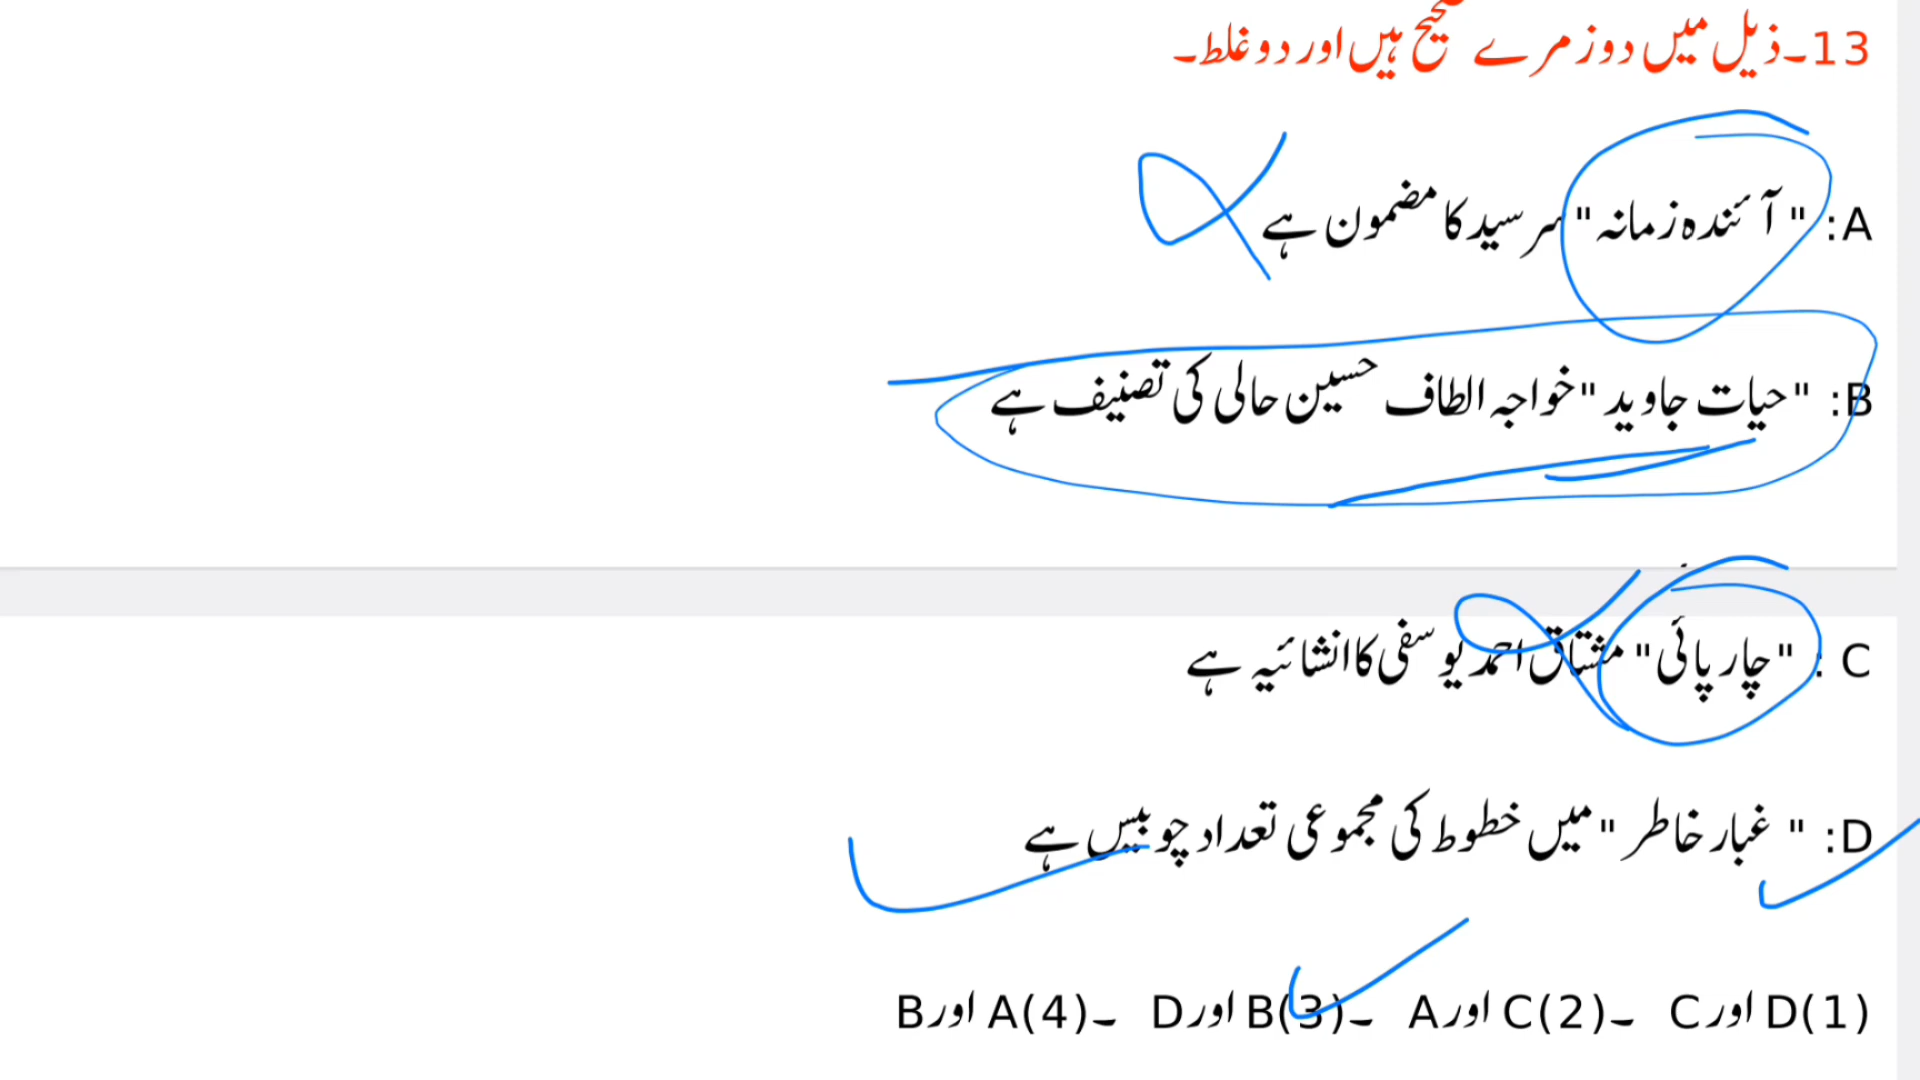 13۔ذیل میں دو زمرے صحیح ہیں اور دو غلط۔
A: "آئندہ زمانہ" سر سید کا مضمون ہے
B: "حیات جاوید" خواجہ الطاف حسین حالی کی تصنیف ہے
C : "چارپائی" مشتاق احمد یوسفی کا انشائیہ ہے
D: " غبار خاطر" میں خطوط کی مجموعی تعداد چوبیس ہے
(1)D اور C ۔(2)C اور A ۔(3)B اور D ۔(4)A اور B